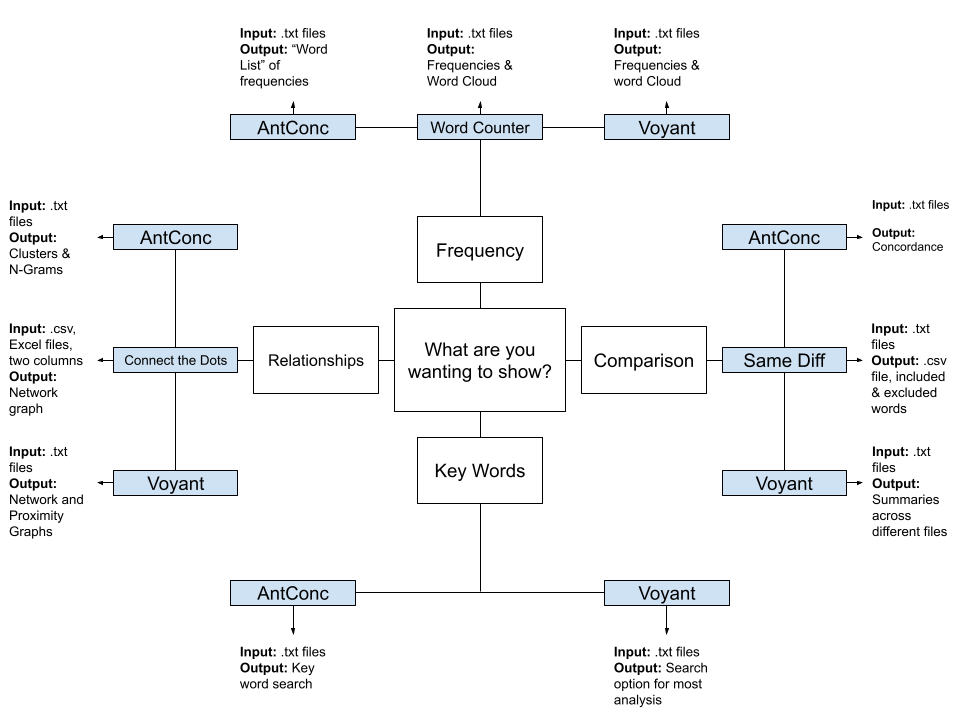 Input: .txt files
Output: “Word
List” of
frequencies
Input: .txt files
Output:
Frequencies &
Word Cloud
Input: .txt files
Output:
Frequencies &
word Cloud
AntConc
Word Counter
Voyant
Frequency
Input: .txt
files
Output:
Clusters &
N-Grams
AntConc
Input: .csv,
Excel files,
two columns
Output:
Network
graph
Connect the Dots
Relationships
Input: .txt
files
Output:
Network and
Proximity
Graphs
Voyant
What are you
wanting to show?
Comparison
AntConc
Input: .txt files
Output:
Concordance
Same Diff
Input: .txt
files
Output: .csv
file, included
& excluded
words
Voyant
Input: .txt
files
Output:
Summaries
across
different files
Key Words
AntConc
Voyant
Input: .txt files
Output: Key
word search
Input: .txt files
Output: Search
option for most
analysis